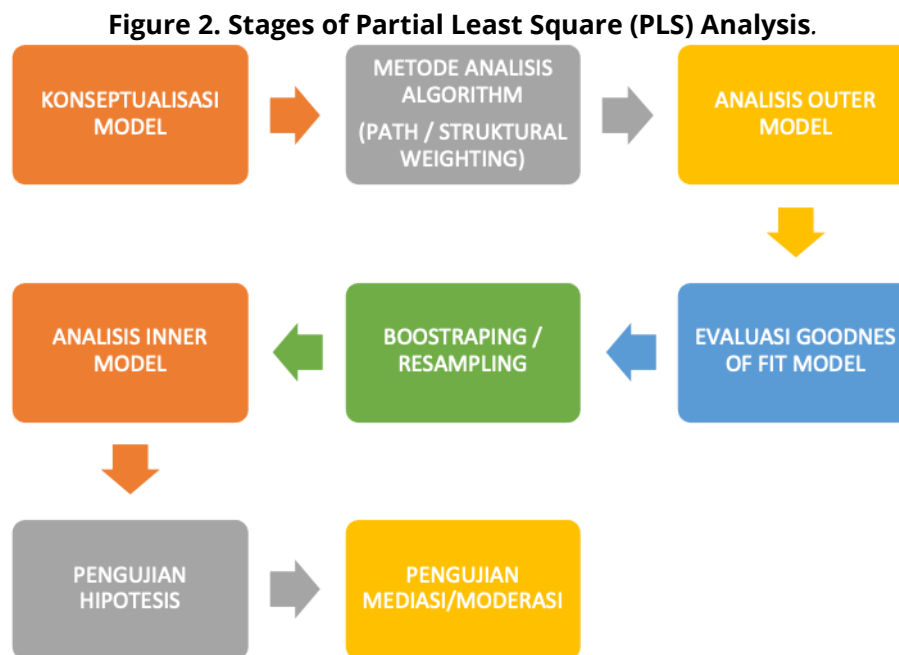 Figure 2. Stages of Partial Least Square (PLS) Analysis.
KONSEPTUALISASI
MODEL
METODE ANALISIS
ALGORITHM
(PATH / STRUKTURAL
WEIGHTING)
ANALISIS OUTER
MODEL
EVALUASI GOODNES
OF FIT MODEL
BOOSTRAPING /
RESAMPLING
ANALISIS INNER
MODEL
PENGUJIAN
HIPOTESIS
PENGUJIAN
MEDIASI/MODERASI